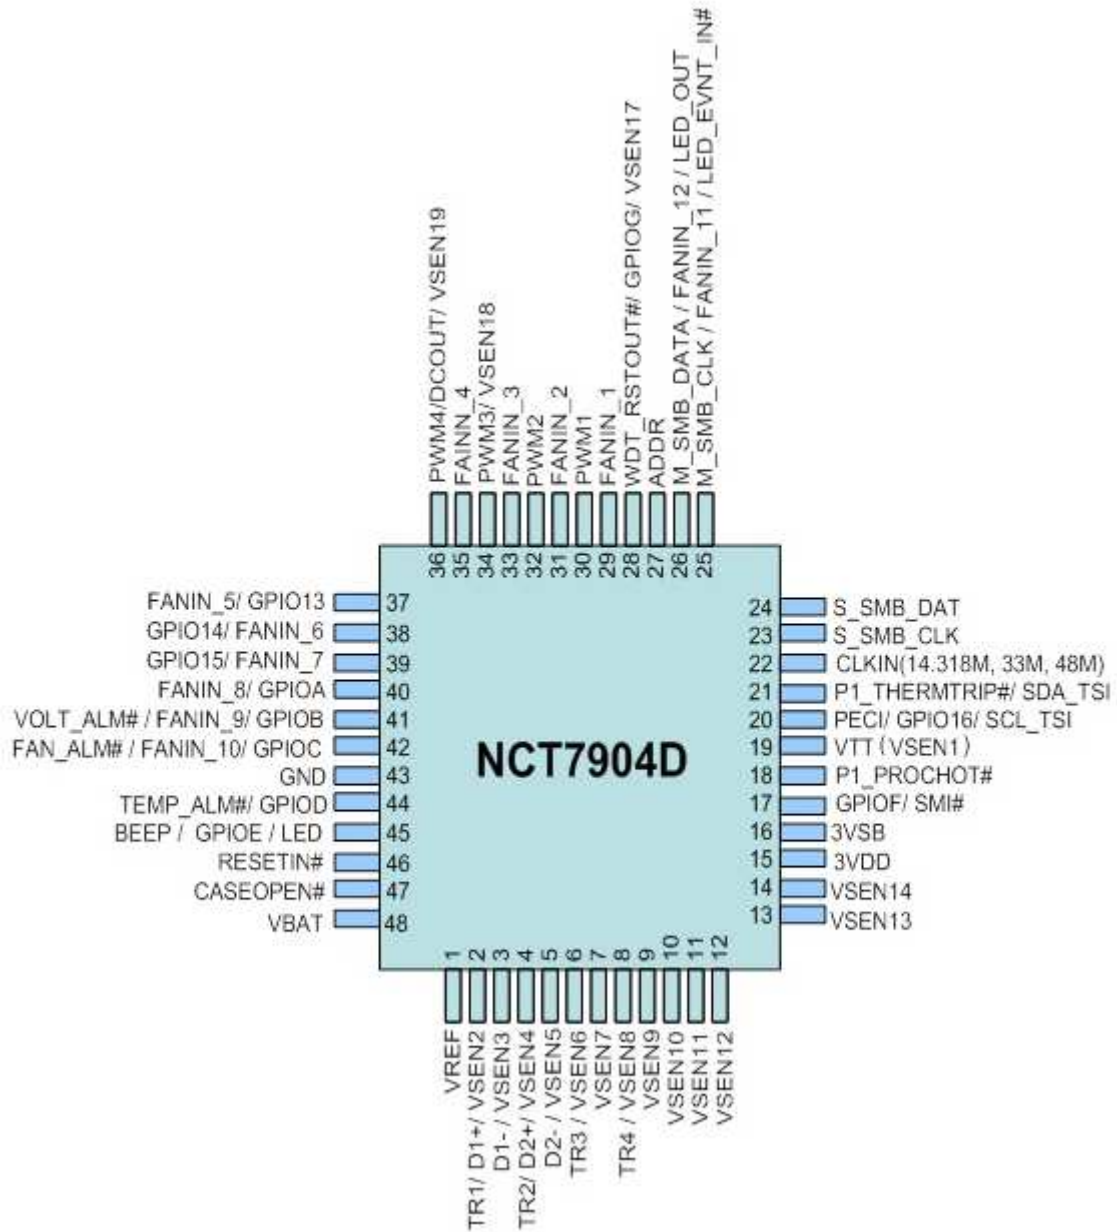 PWM4/DCOUT/ VSEN19
FAINN_4
PWM3/ VSEN18
FANIN_3
PWM2
FANIN_2
PWM1
FANIN_1
WDT_RSTOUT#/ GPIOG/ VSEN17
ADDR
M_SMB_DATA / FANIN_12 / LED_OUT
M_SMB_CLK / FANIN_11 / LED_EVNT_IN#
36 35 34 33 32 31 30 29 28 27 26 25
FANIN_5/ GPIO13 37
GPIO14/ FANIN_6 38
GPIO15/ FANIN_7 39
FANIN_8/ GPIOA 40
VOLT_ALM# / FANIN_9/ GPIOB 41
FAN_ALM# / FANIN_10/ GPIOC 42
GND 43
TEMP_ALM#/ GPIOD 44
BEEP / GPIOE / LED 45
RESETIN# 46
CASEOPEN# 47
VBAT 48
NCT7904D
24 S_SMB_DAT
23 S_SMB_CLK
22 CLKIN(14.318M, 33M, 48M)
21 P1_THERMTRIP#/ SDA_TSI
20 PECI/ GPIO16/ SCL_TSI
19 VTT (VSEN1)
18 P1_PROCHOT#
17 GPIOF/ SMI#
16 3VSB
15 3VDD
14 VSEN14
13 VSEN13
1 2 3 4 5 6 7 8 9 10 11 12
VREF
TR1/ D1+/ VSEN2
D1- / VSEN3
TR2/ D2+/ VSEN4
D2- / VSEN5
TR3 / VSEN6
VSEN7
TR4 / VSEN8
VSEN9
VSEN10
VSEN11
VSEN12